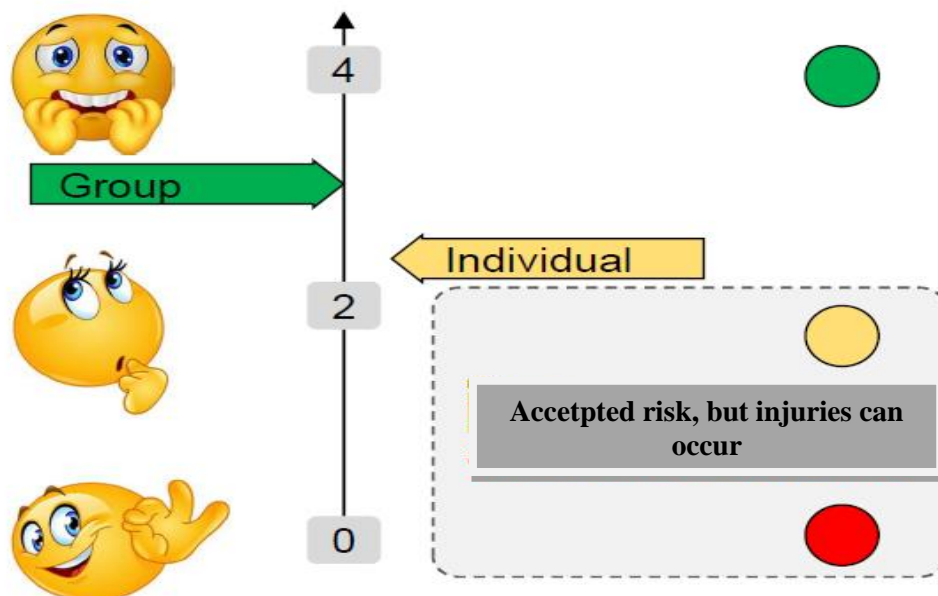 4
Group
Individual
2
Accetpted risk, but injuries can
occur
0